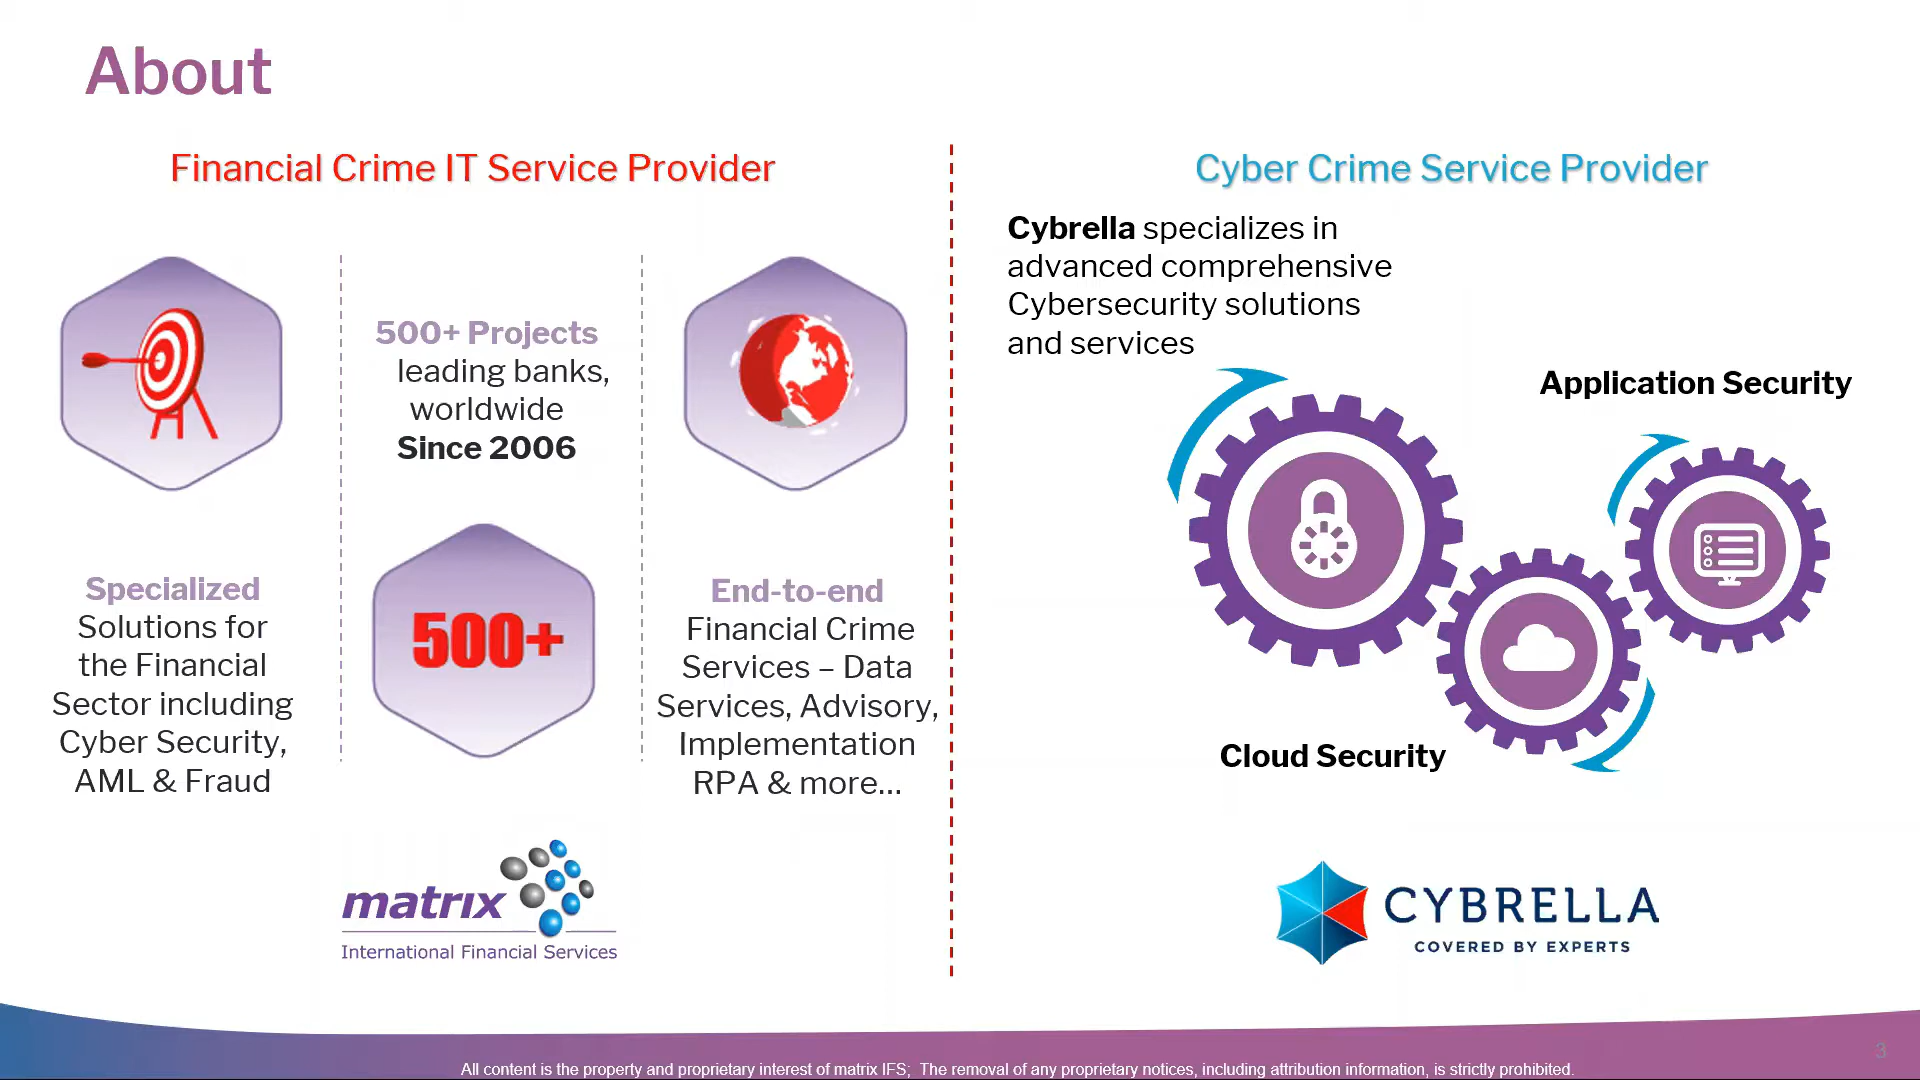 About
Financial Crime IT Service Provider
500+ Projects
leading banks,
worldwide
Since 2006
Specialized
Solutions for
the Financial
Sector including
Cyber Security,
AML & Fraud
500+
End-to-end
Financial Crime
Services – Data
Services, Advisory,
Implementation
RPA & more...
matrix
International Financial Services
Cyber Crime Service Provider
Cybrella specializes in
advanced comprehensive
Cybersecurity solutions
and services
Application Security
Cloud Security
CYBRELLA
COVERED BY EXPERTS
3
All content is the property and proprietary interest of matrix IFS; The removal of any proprietary notices, including attribution information, is strictly prohibited.